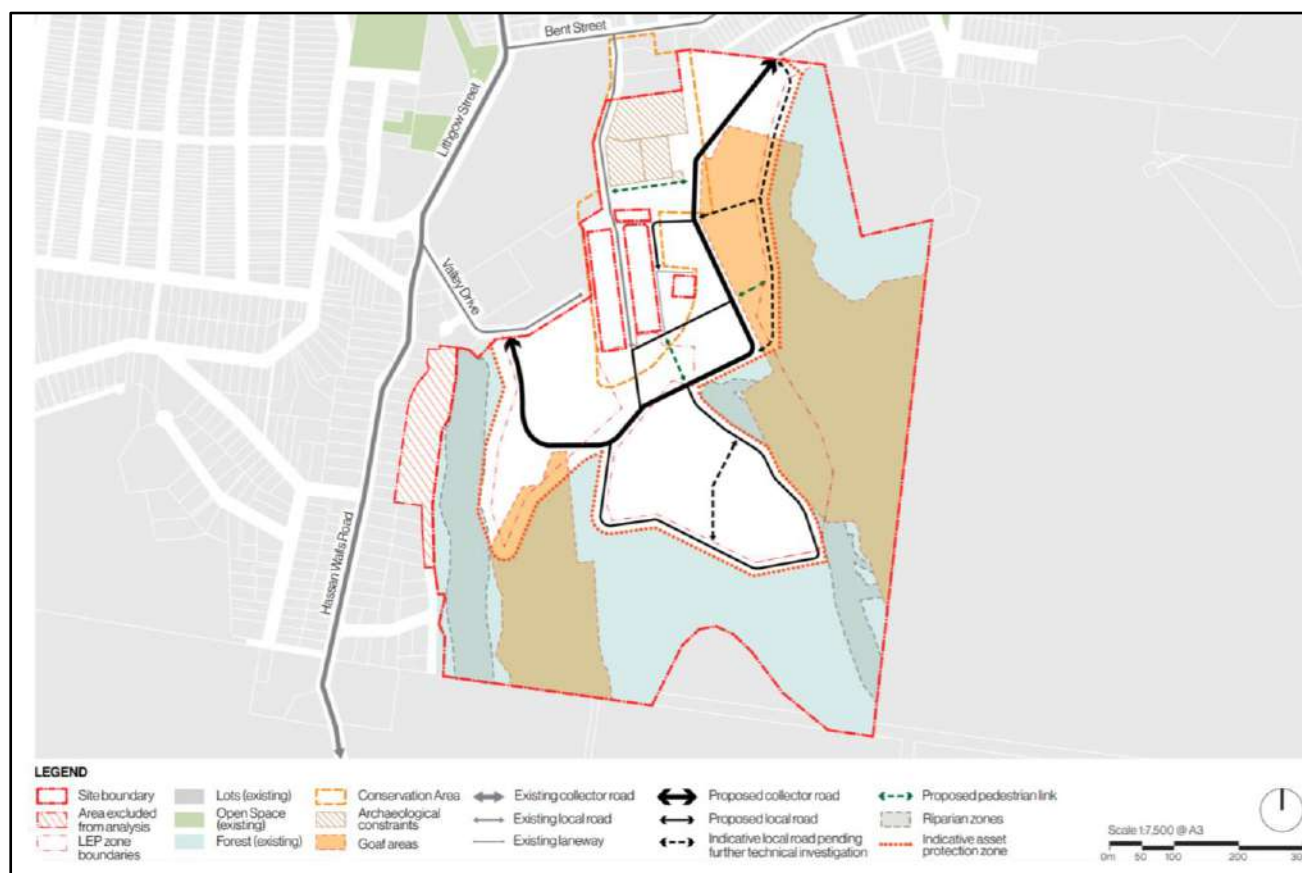 Bent Street
Lithgow Street
Valley Drive
Hassan Walls Road
LEGEND
Site boundary
Area excluded
from analysis
LEP zone
boundaries
Lots (existing)
Open Space
(existing)
Forest (existing)
Conservation Area
Archaeological
constraints
Goaf areas
Existing collector road
Existing local road
Existing laneway
Proposed collector road
Proposed local road
Indicative local road pending
further technical investigation
Proposed pedestrian link
Riparian zones
Indicative asset
protection zone
Scale 1:7,500 @ A3
0m 50 100 200 30